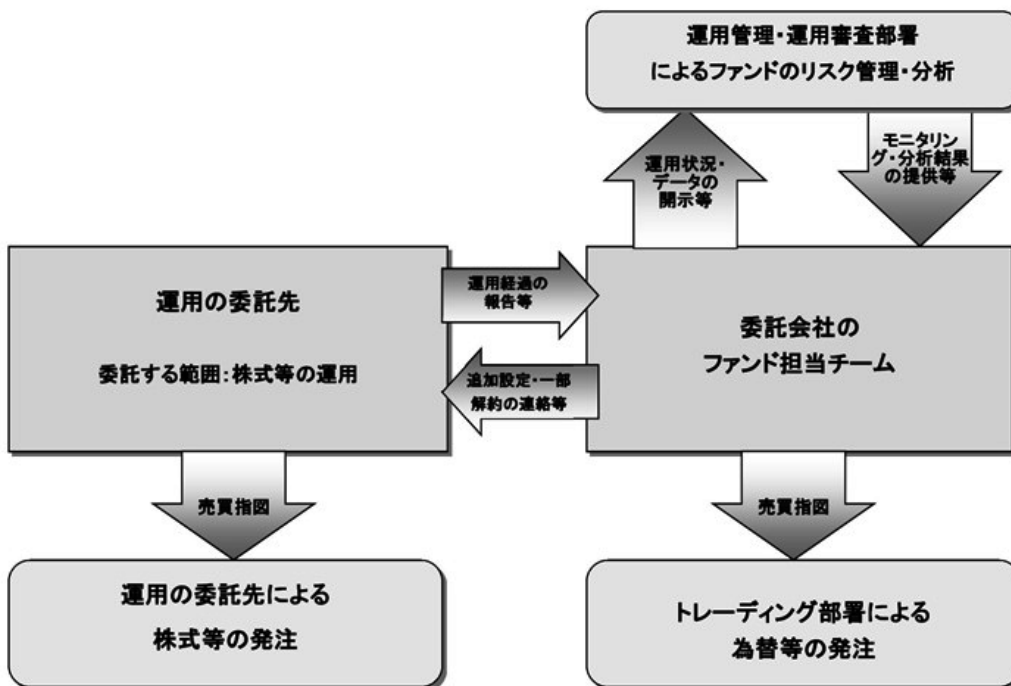 運用管理・運用審査部署
によるファンドのリスク管理・分析
運用状況・
データの
開示等
モニタリン
グ・分析結果
の提供等
運用の委託先
委託する範囲:株式等の運用
運用経過の
報告等
追加設定・一部
解約の連絡等
委託会社の
ファンド担当チーム
売買指図
売買指図
運用の委託先による
株式等の発注
トレーディング部署による
為替等の発注